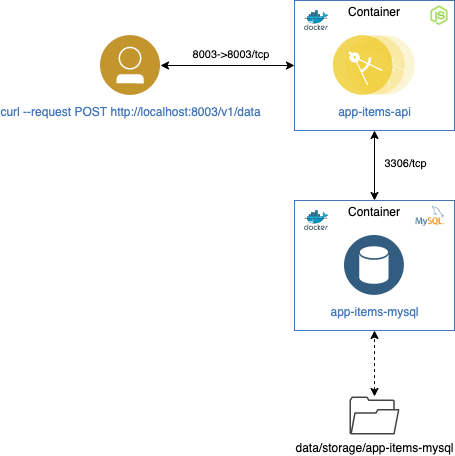 Container
docker
JS
8003->8003/tcp
curl --request POST http://localhost:8003/v1/data
app-items-api
3306/tcp
Container
docker
MySQL
app-items-mysql
data/storage/app-items-mysql